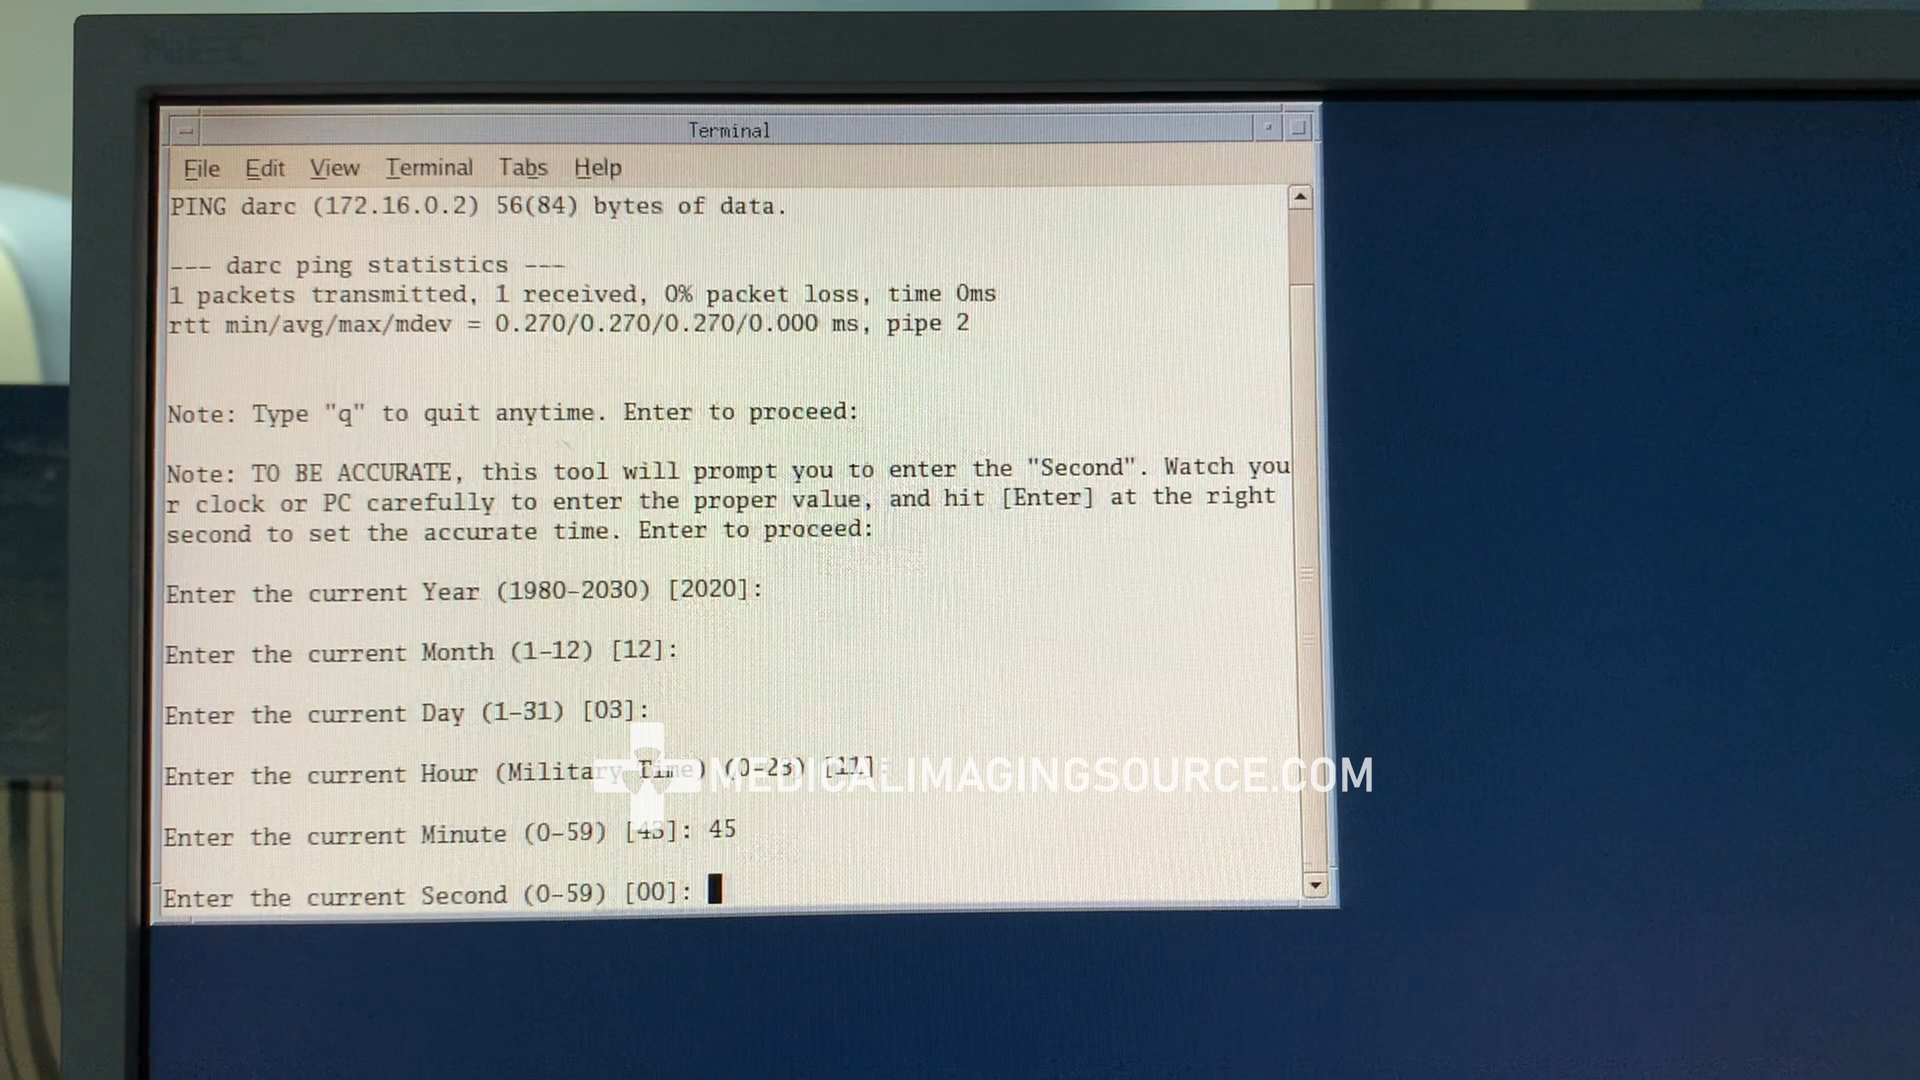 NEC
Terminal
File Edit View Terminal Tabs Help
PING darc (172.16.0.2) 56(84) bytes of data.
--- darc ping statistics ---
1 packets transmitted, 1 received, 0% packet loss, time 0ms
rtt min/avg/max/mdev = 0.270/0.270/0.270/0.000 ms, pipe 2
Note: Type "q" to quit anytime. Enter to proceed:
Note: TO BE ACCURATE, this tool will prompt you to enter the "Second". Watch you
r clock or PC carefully to enter the proper value, and hit [Enter] at the right
second to set the accurate time. Enter to proceed:
Enter the current Year (1980-2030) [2020]:
Enter the current Month (1-12) [12]:
Enter the current Day (1-31) [03]:
Enter the current Hour (Military Time) (0-23) [11]:
MEDICALIMAGINGSOURCE.COM
Enter the current Minute (0-59) [43]: 45
Enter the current Second (0-59) [00]: